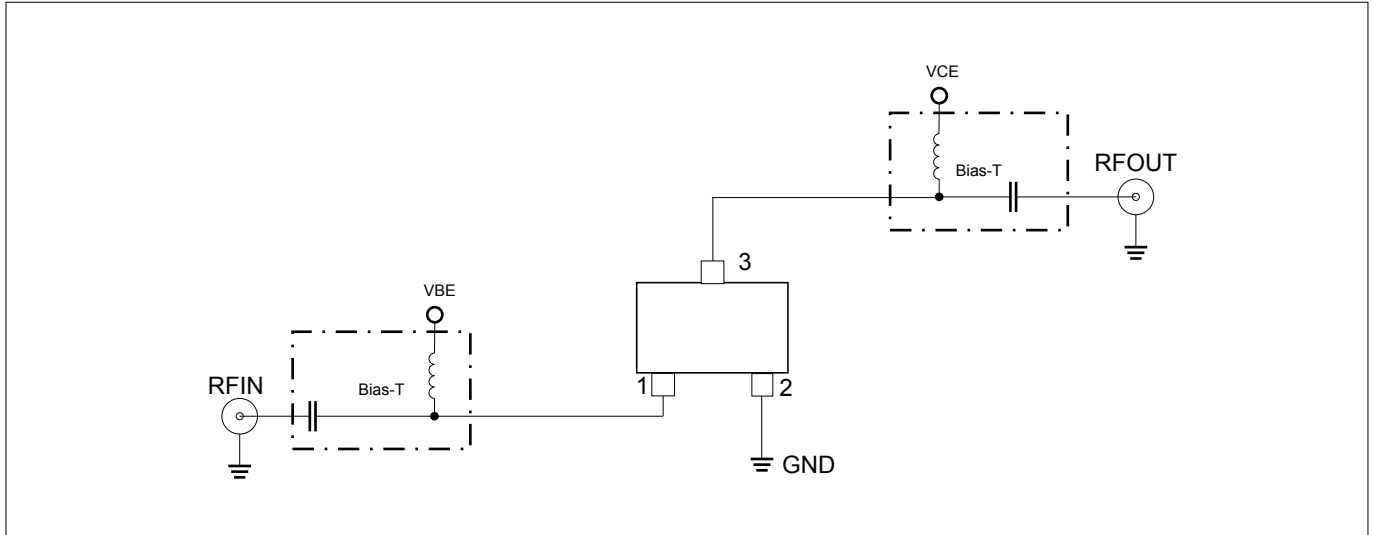 VCE
Bias-T
RFOUT
3
VBE
Bias-T
RFIN
1
2
GND